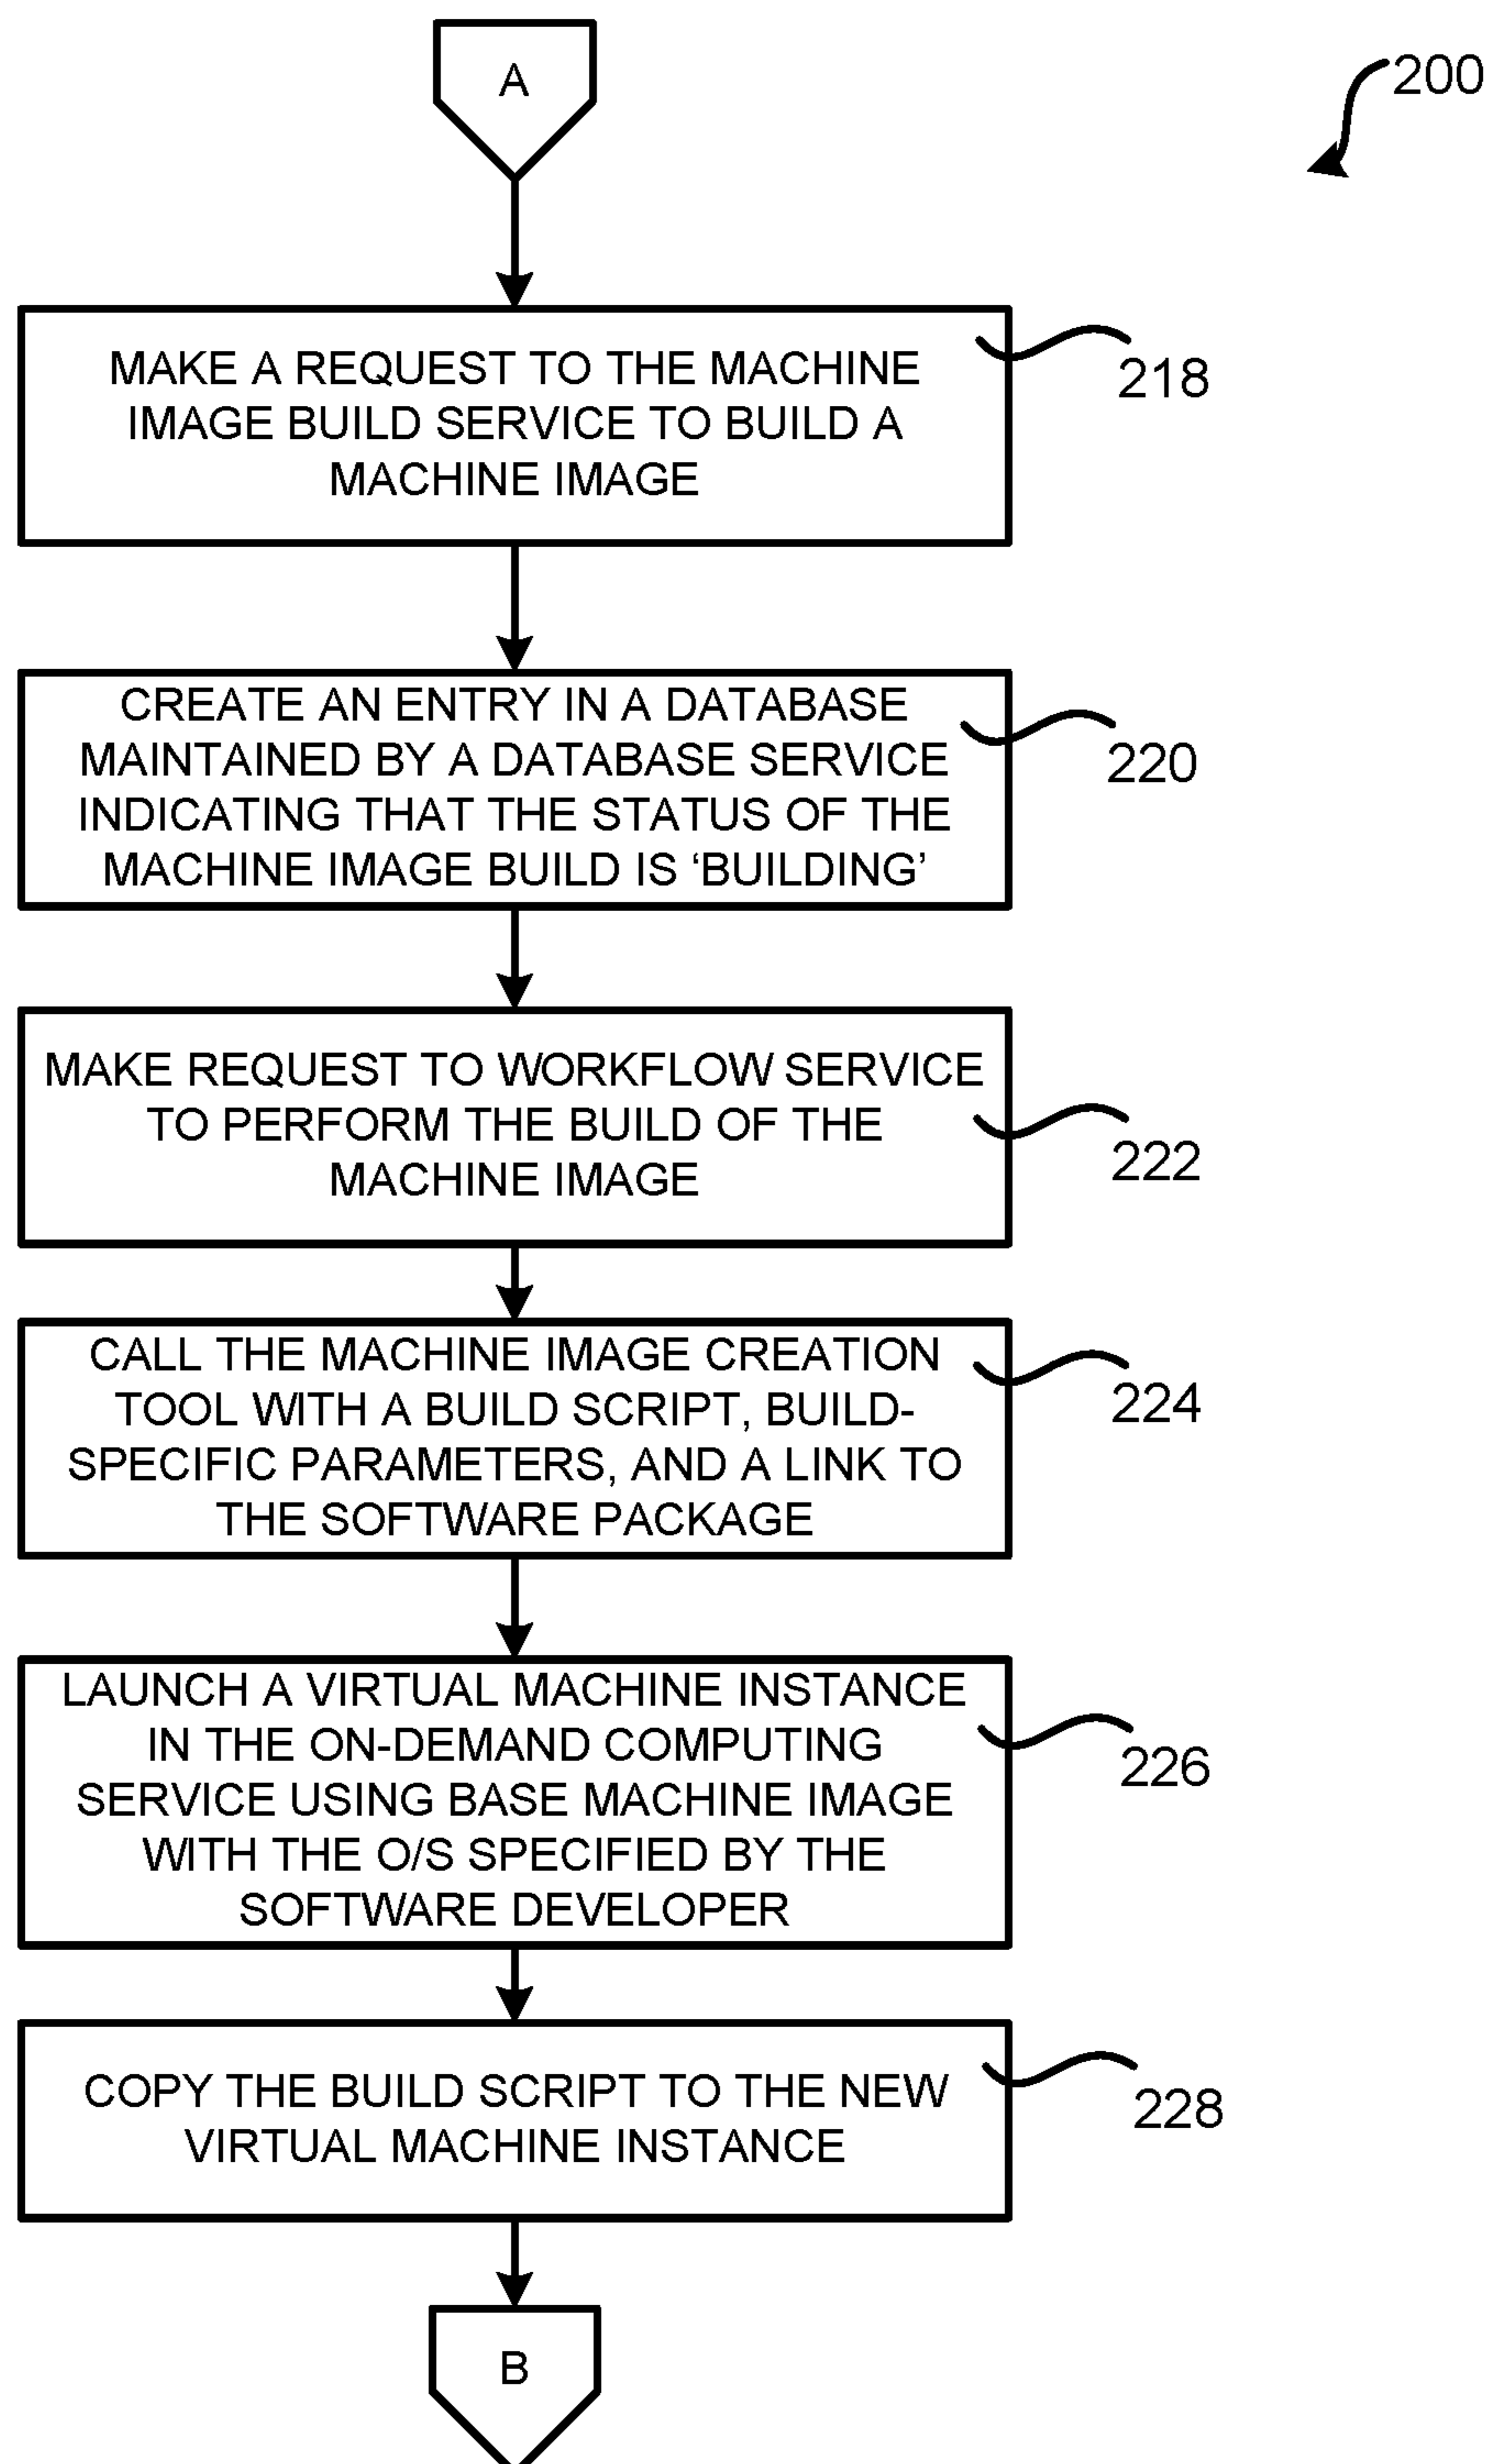 A
200
MAKE A REQUEST TO THE MACHINE
IMAGE BUILD SERVICE TO BUILD A
MACHINE IMAGE
218
CREATE AN ENTRY IN A DATABASE
MAINTAINED BY A DATABASE SERVICE
INDICATING THAT THE STATUS OF THE
MACHINE IMAGE BUILD IS ‘BUILDING’
220
MAKE REQUEST TO WORKFLOW SERVICE
TO PERFORM THE BUILD OF THE
MACHINE IMAGE
222
CALL THE MACHINE IMAGE CREATION
TOOL WITH A BUILD SCRIPT, BUILD-
SPECIFIC PARAMETERS, AND A LINK TO
THE SOFTWARE PACKAGE
224
LAUNCH A VIRTUAL MACHINE INSTANCE
IN THE ON-DEMAND COMPUTING
SERVICE USING BASE MACHINE IMAGE
WITH THE O/S SPECIFIED BY THE
SOFTWARE DEVELOPER
226
COPY THE BUILD SCRIPT TO THE NEW
VIRTUAL MACHINE INSTANCE
228
B